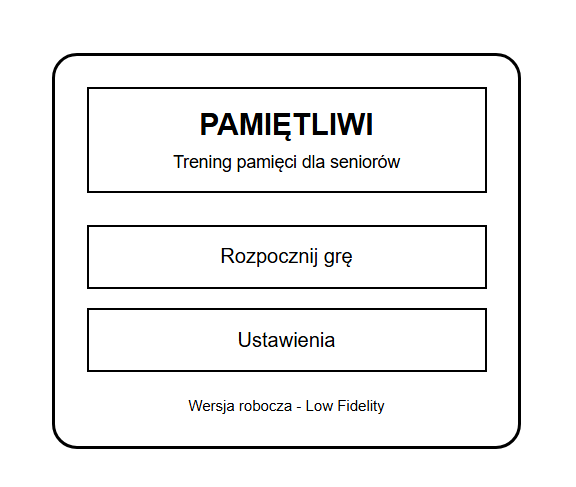 PAMIĘTLIWI
Trening pamięci dla seniorów
Rozpocznij grę
Ustawienia
Wersja robocza - Low Fidelity